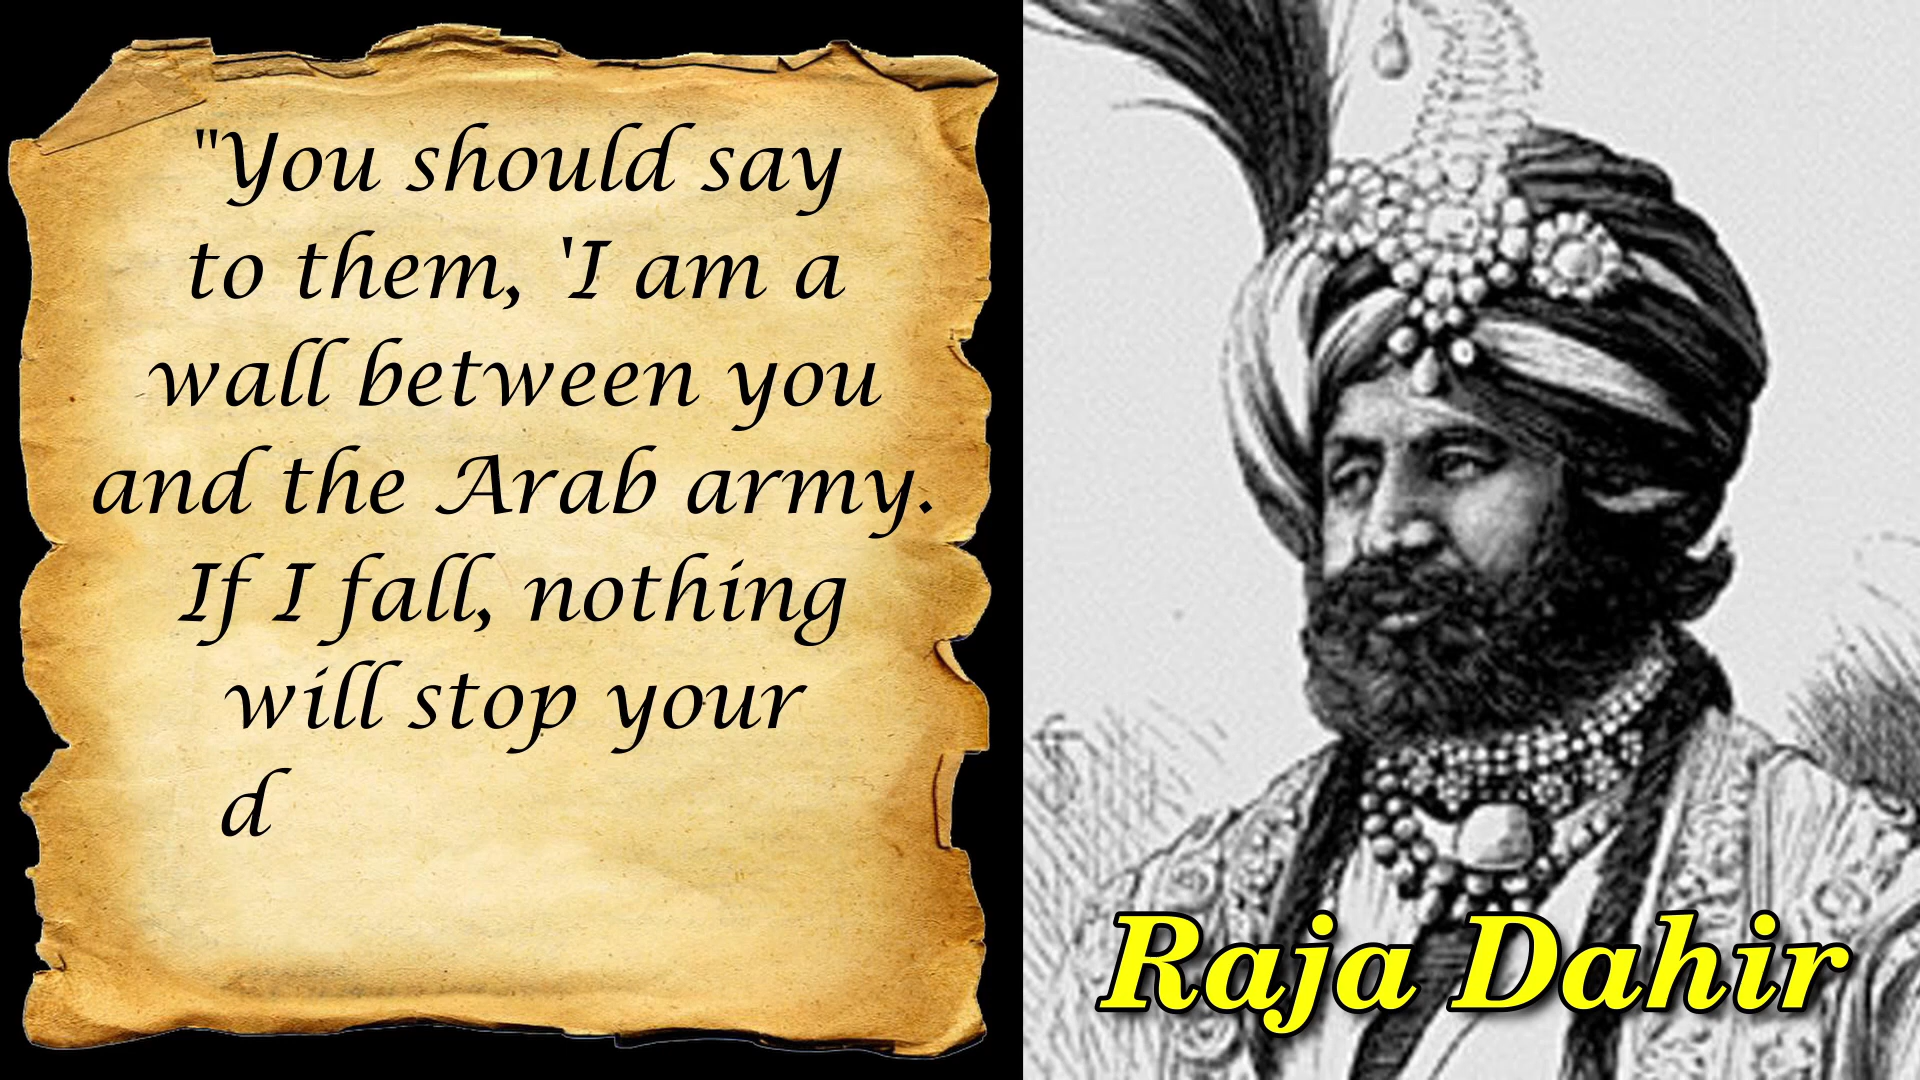 "You should say
to them, 'I am a
wall between you
and the Arab army.
If I fall, nothing
will stop your
d
Raja Dahir